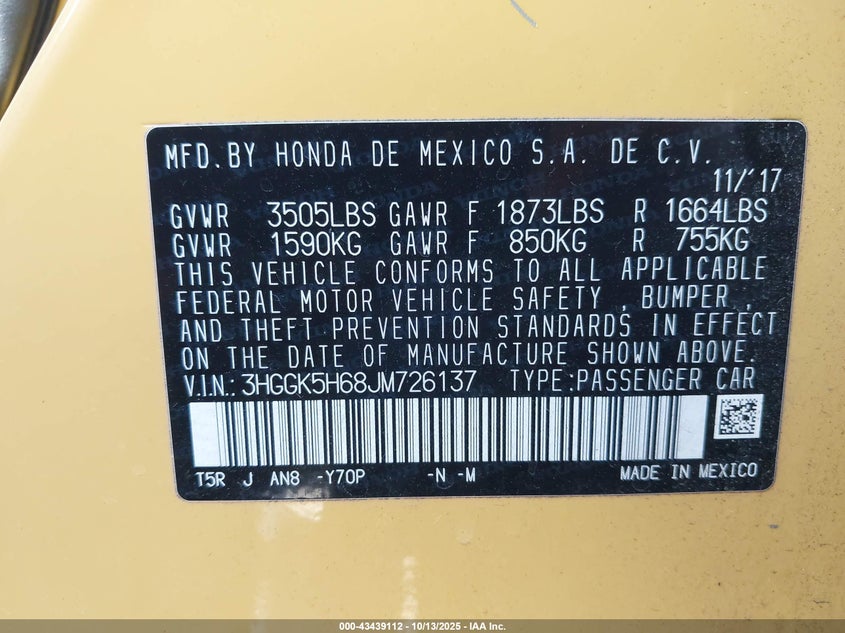 MFD.BY HONDA DE MEXICO S.A. DE C.V.
11/'17
GVWR 3505LBS GAWR F 1873LBS R 1664LBS
GVWR 1590KG GAWR F 850KG R 755KG
THIS VEHICLE CONFORMS TO ALL APPLICABLE
FEDERAL MOTOR VEHICLE SAFETY , BUMPER ,
AND THEFT PREVENTION STANDARDS IN EFFECT
ON THE DATE OF MANUFACTURE SHOWN ABOVE.
V.I.N.: 3HGGK5H68JM726137 TYPE:PASSENGER CAR
T5R J AN8 -Y70P -N -M MADE IN MEXICO
000-43439112 - 10/13/2025 - IAA Inc.